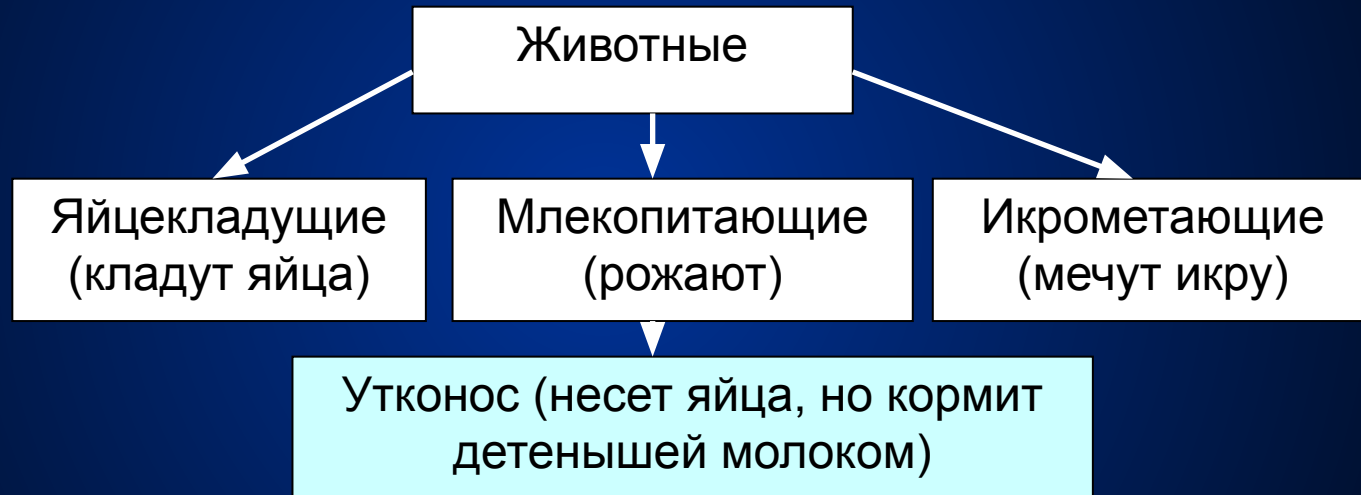 Животные
Яйцекладущие
(кладут яйца)
Млекопитающие
(рожают)
Икрометающие
(мечут икру)
Утконос (несет яйца, но кормит
детенышей молоком)